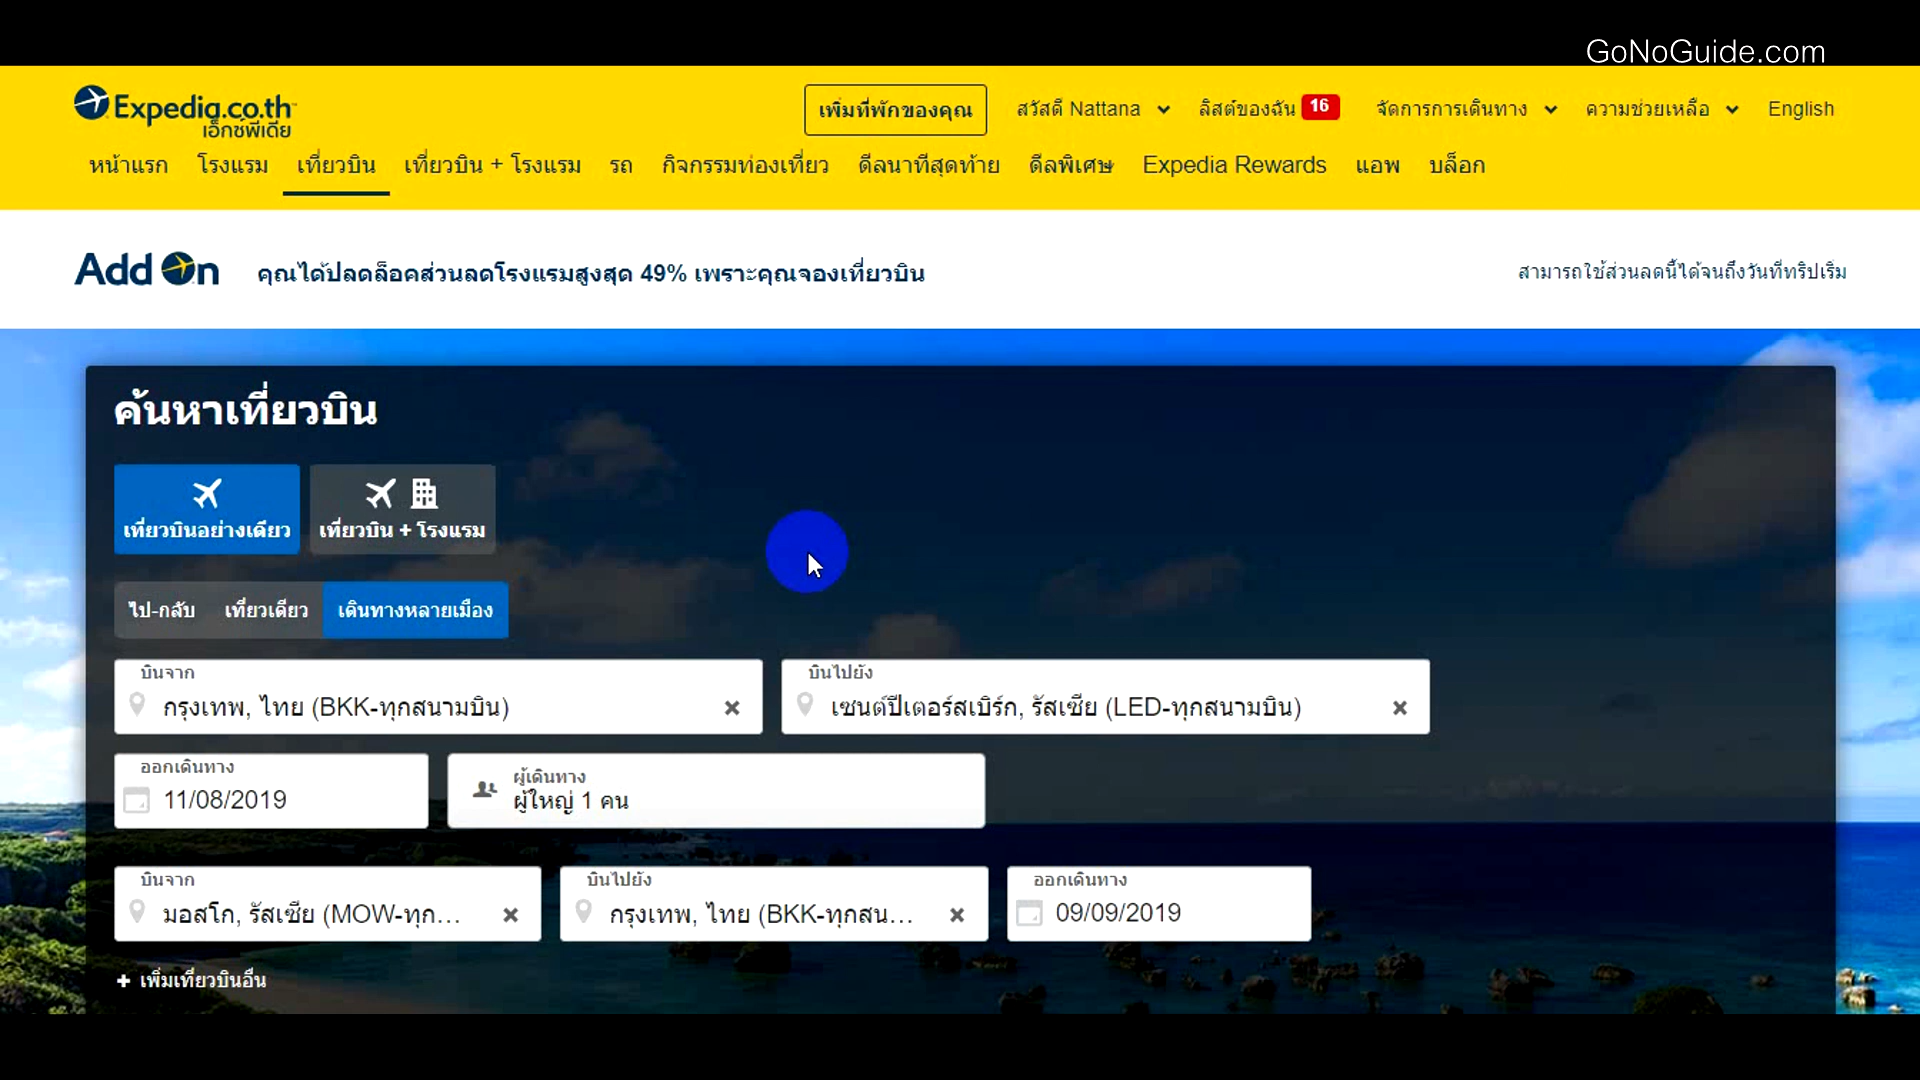 GoNoGuide.com
Expedia.co.th
เอ็กซ์พีเดีย
เพิ่มที่พักของคุณ
สวัสดี Nattana
ลิสต์ของฉัน 16
จัดการการเดินทาง
ความช่วยเหลือ
English
หน้าแรก โรงแรม เที่ยวบิน เที่ยวบิน + โรงแรม รถ กิจกรรมท่องเที่ยว ดีลนาทีสุดท้าย ดีลพิเศษ Expedia Rewards แอพ บล็อก
Add On คุณได้ปลดล็อคส่วนลดโรงแรมสูงสุด 49% เพราะคุณจองเที่ยวบิน
สามารถใช้ส่วนลดนี้ได้จนถึงวันที่ทริปเริ่ม
ค้นหาเที่ยวบิน
เที่ยวบินอย่างเดียว
เที่ยวบิน + โรงแรม
ไป-กลับ เที่ยวเดียว เดินทางหลายเมือง
บินจาก
กรุงเทพ, ไทย (BKK-ทุกสนามบิน)
บินไปยัง
เซนต์ปีเตอร์สเบิร์ก, รัสเซีย (LED-ทุกสนามบิน)
ออกเดินทาง
11/08/2019
ผู้เดินทาง
ผู้ใหญ่ 1 คน
บินจาก
มอสโก, รัสเซีย (MOW-ทุก...
บินไปยัง
กรุงเทพ, ไทย (BKK-ทุกสน...
ออกเดินทาง
09/09/2019
+ เพิ่มเที่ยวบินอื่น